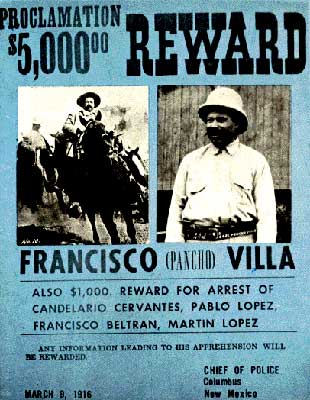 PROCLAMATION
$5,000.00 REWARD
FRANCISCO (PANCHO) VILLA
ALSO $1,000. REWARD FOR ARREST OF
CANDELARIO CERVANTES, PABLO LOPEZ,
FRANCISCO BELTRAN, MARTIN LOPEZ
ANY INFORMATION LEADING TO HIS APPREHENSION WILL
BE REWARDED.
CHIEF OF POLICE
Columbus
New Mexico
MARCH 9, 1916